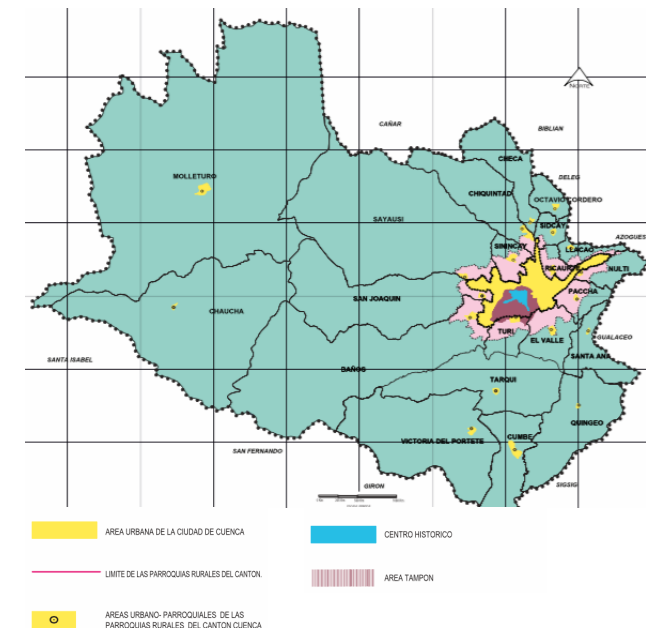 NORTE
CAÑAR
BIBLIAN
CHECA
DELEG
MOLLETURO
CHIQUINTAD
OCTAVIO CORDERO
SAYAUSI
SIDCAY
AZOGUES
SININCAY
LLACAO
RICAURTE
NULTI
SAN JOAQUIN
PACCHA
CHAUCHA
TURI
EL VALLE
GUALACEO
SANTA ISABEL
SANTA ANA
BAÑOS
TARQUI
QUINGEO
VICTORIA DEL PORTETE
CUMBE
SAN FERNANDO
GIRON
SIGSIG
AREA URBANA DE LA CIUDAD DE CUENCA
CENTRO HISTORICO
LIMITE DE LAS PARROQUIAS RURALES DEL CANTON.
AREA TAMPON
AREAS URBANO- PARROQUIALES DE LAS
PARROQUIAS RURALES DEL CANTON CUENCA